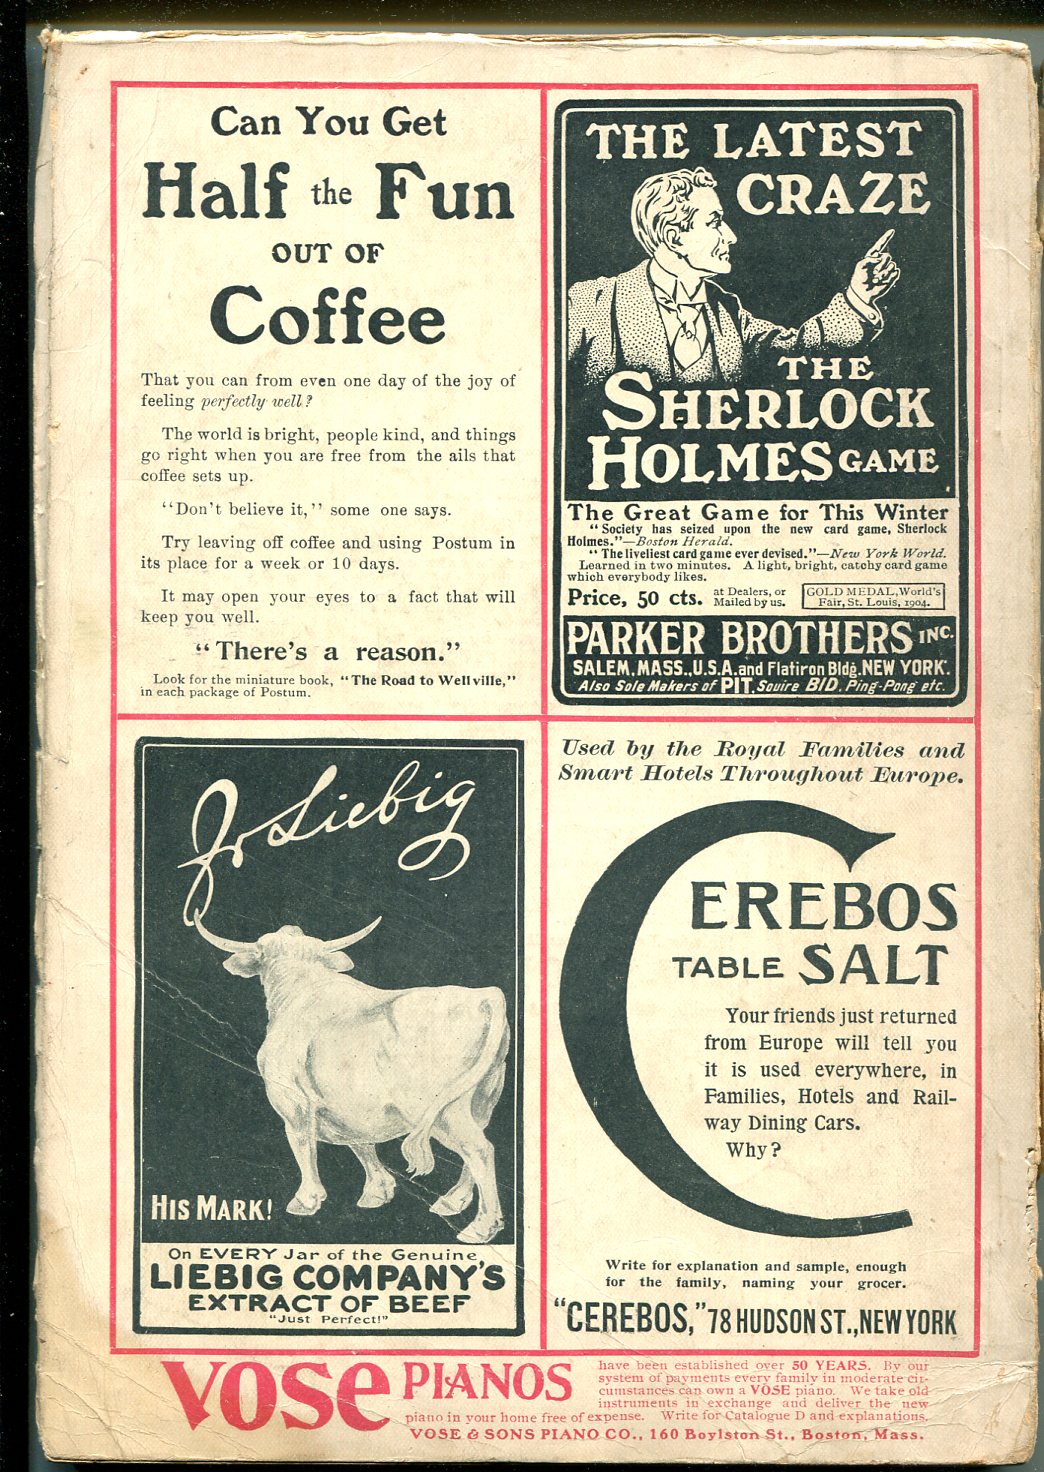 Can You Get
Half the Fun
OUT OF
Coffee
That you can from even one day of the joy of
feeling perfectly well?
The world is bright, people kind, and things
go right when you are free from the ails that
coffee sets up.
"Don't believe it," some one says.
Try leaving off coffee and using Postum in
its place for a week or 10 days.
It may open your eyes to a fact that will
keep you well.
"There's a reason."
Look for the miniature book, "The Road to Wellville,"
in each package of Postum.
THE LATEST
CRAZE
THE
SHERLOCK
HOLMES GAME
The Great Game for This Winter
"Society has seized upon the new card game, Sherlock
Holmes."—Boston Herald.
"The liveliest card game ever devised."—New York World.
Learned in two minutes. A light, bright, catchy card game
which everybody likes.
Price, 50 cts. at Dealers, or
Mailed by us.
GOLD MEDAL, World's
Fair, St. Louis, 1904.
PARKER BROTHERS INC.
SALEM, MASS., U.S.A. and Flatiron Bldg. NEW YORK.
Also Sole Makers of PIT, Squire BID, Ping-Pong etc.
Jr Liebig
HIS MARK!
On EVERY Jar of the Genuine
LIEBIG COMPANY'S
EXTRACT OF BEEF
"Just Perfect!"
Used by the Royal Families and
Smart Hotels Throughout Europe.
CEREBOS
TABLE SALT
Your friends just returned
from Europe will tell you
it is used everywhere, in
Families, Hotels and Rail-
way Dining Cars.
Why?
Write for explanation and sample, enough
for the family, naming your grocer.
"CEREBOS," 78 HUDSON ST., NEW YORK
VOSE PIANOS
have been established over 50 YEARS. By our
system of payments every family in moderate cir-
cumstances can own a VOSE piano. We take old
instruments in exchange and deliver the new
piano in your home free of expense. Write for Catalogue D and explanations.
VOSE & SONS PIANO CO., 160 Boylston St., Boston, Mass.